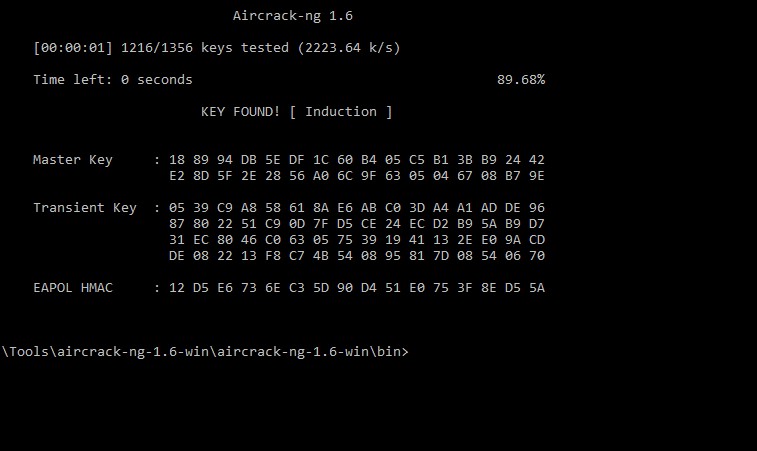 Aircrack-ng 1.6
[00:00:01] 1216/1356 keys tested (2223.64 k/s)
Time left: 0 seconds 89.68%
KEY FOUND! [ Induction ]
Master Key : 18 89 94 DB 5E DF 1C 60 B4 05 C5 B1 3B B9 24 42
E2 8D 5F 2E 28 56 A0 6C 9F 63 05 04 67 08 B7 9E
Transient Key : 05 39 C9 A8 58 61 8A E6 AB C0 3D A4 A1 AD DE 96
87 80 22 51 C9 0D 7F D5 CE 24 EC D2 B9 5A B9 D7
31 EC 80 46 C0 63 05 75 39 19 41 13 2E E0 9A CD
DE 08 22 13 F8 C7 4B 54 08 95 81 7D 08 54 06 70
EAPOL HMAC : 12 D5 E6 73 6E C3 5D 90 D4 51 E0 75 3F 8E D5 5A
\Tools\aircrack-ng-1.6-win\aircrack-ng-1.6-win\bin>